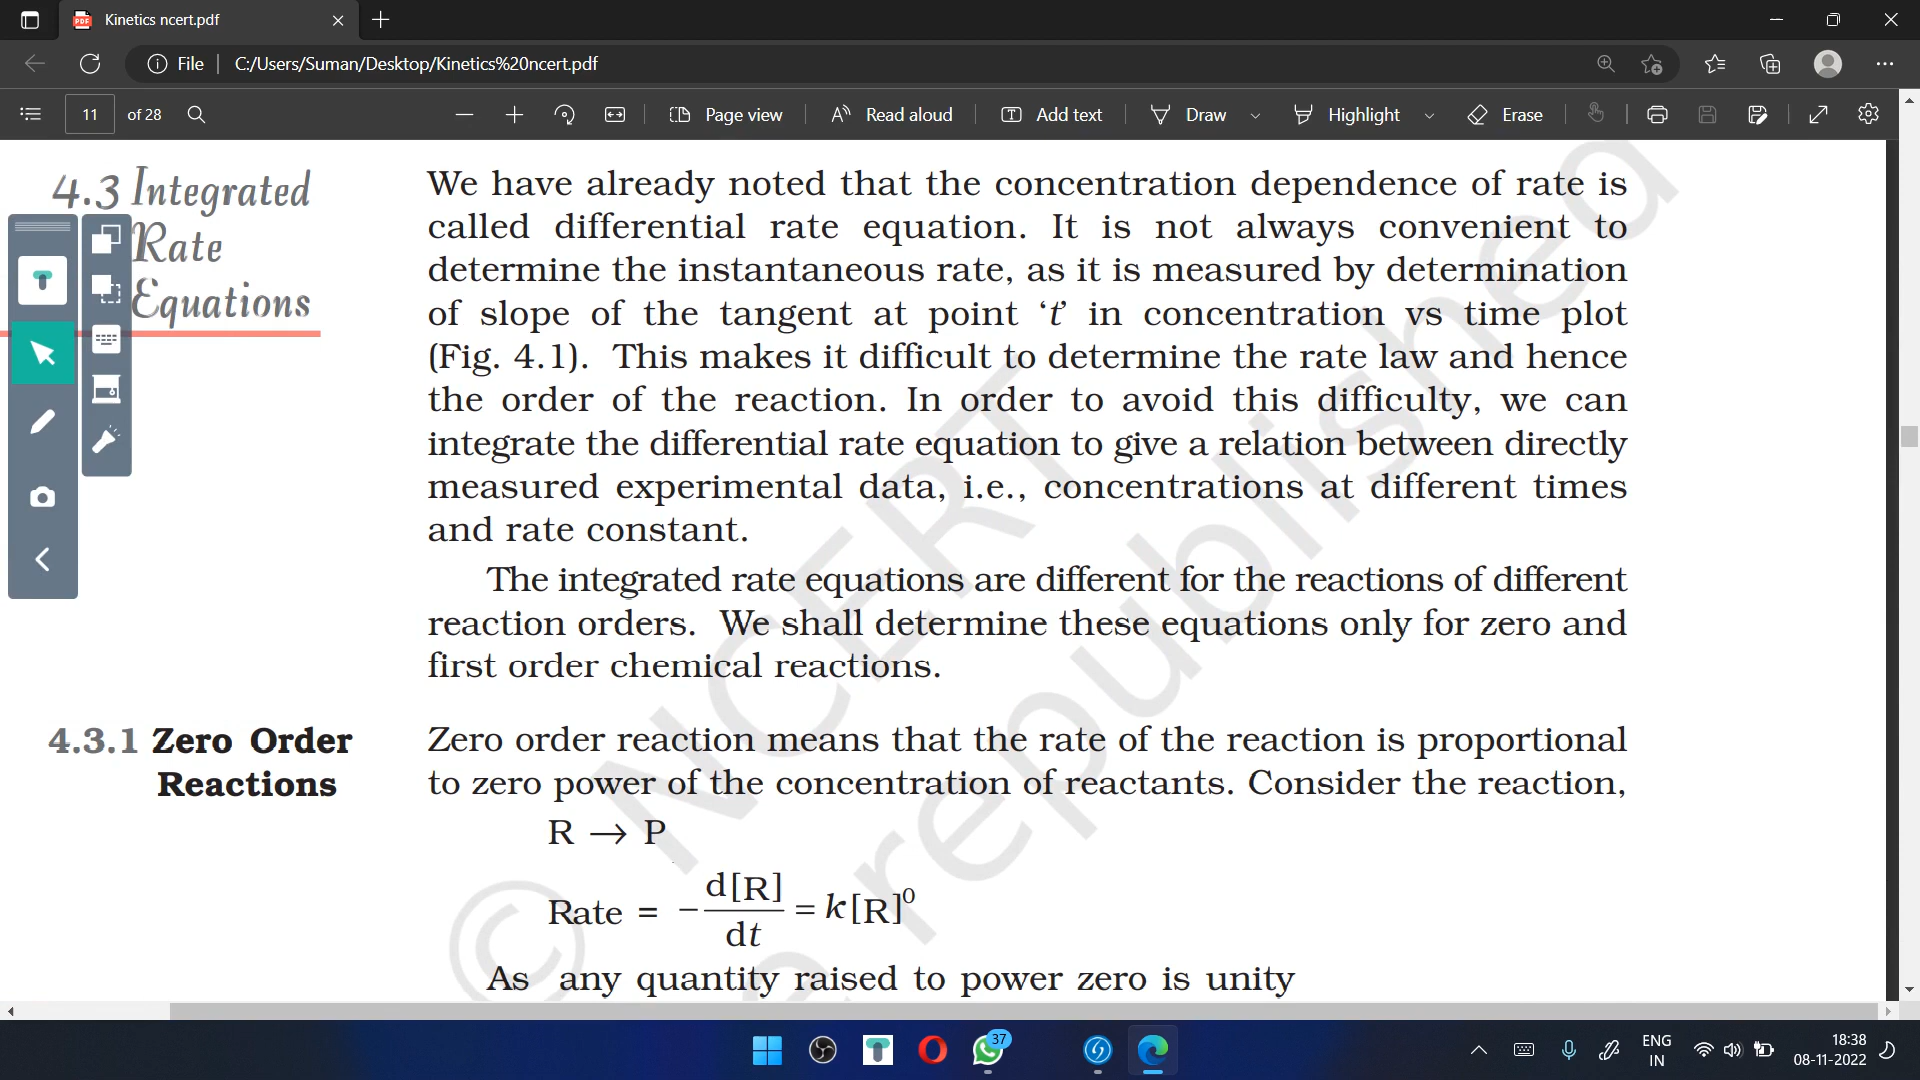 Kinetics ncert.pdf
File C:/Users/Suman/Desktop/Kinetics%20ncert.pdf
11 of 28 Page view Read aloud Add text Draw Highlight Erase
4.3 Integrated
Rate
Equations
We have already noted that the concentration dependence of rate is
called differential rate equation. It is not always convenient to
determine the instantaneous rate, as it is measured by determination
of slope of the tangent at point ‘t’ in concentration vs time plot
(Fig. 4.1). This makes it difficult to determine the rate law and hence
the order of the reaction. In order to avoid this difficulty, we can
integrate the differential rate equation to give a relation between directly
measured experimental data, i.e., concentrations at different times
and rate constant.
The integrated rate equations are different for the reactions of different
reaction orders. We shall determine these equations only for zero and
first order chemical reactions.
4.3.1 Zero Order
Reactions
Zero order reaction means that the rate of the reaction is proportional
to zero power of the concentration of reactants. Consider the reaction,
R → P
Rate = − d[R]/dt = k[R]⁰
As any quantity raised to power zero is unity
© NCERT
republished
37
ENG
IN
18:38
08-11-2022